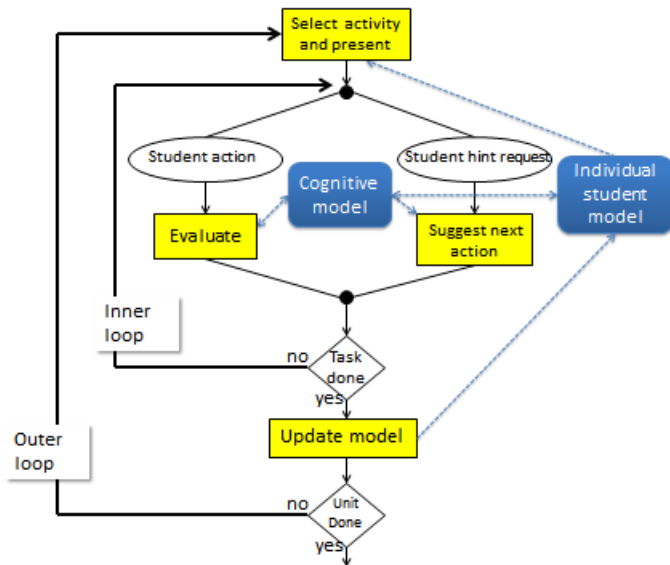 Select activity
and present
Student action
Student hint request
Cognitive
model
Individual
student
model
Evaluate
Suggest next
action
Inner
loop
no
Task
done
yes
Update model
Outer
loop
no
Unit
Done
yes